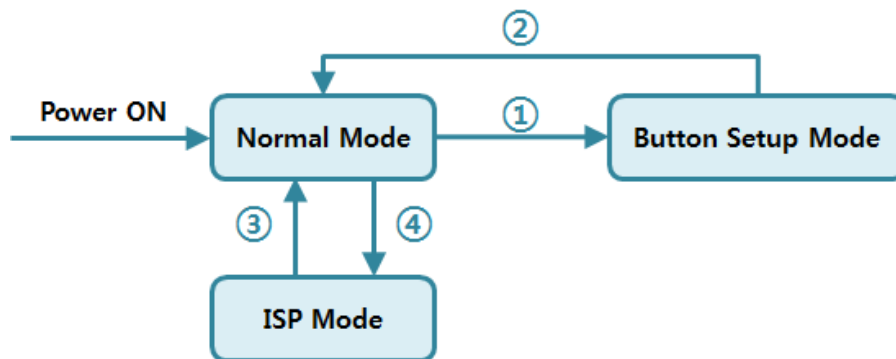 ②
Power ON
Normal Mode
①
Button Setup Mode
③
④
ISP Mode